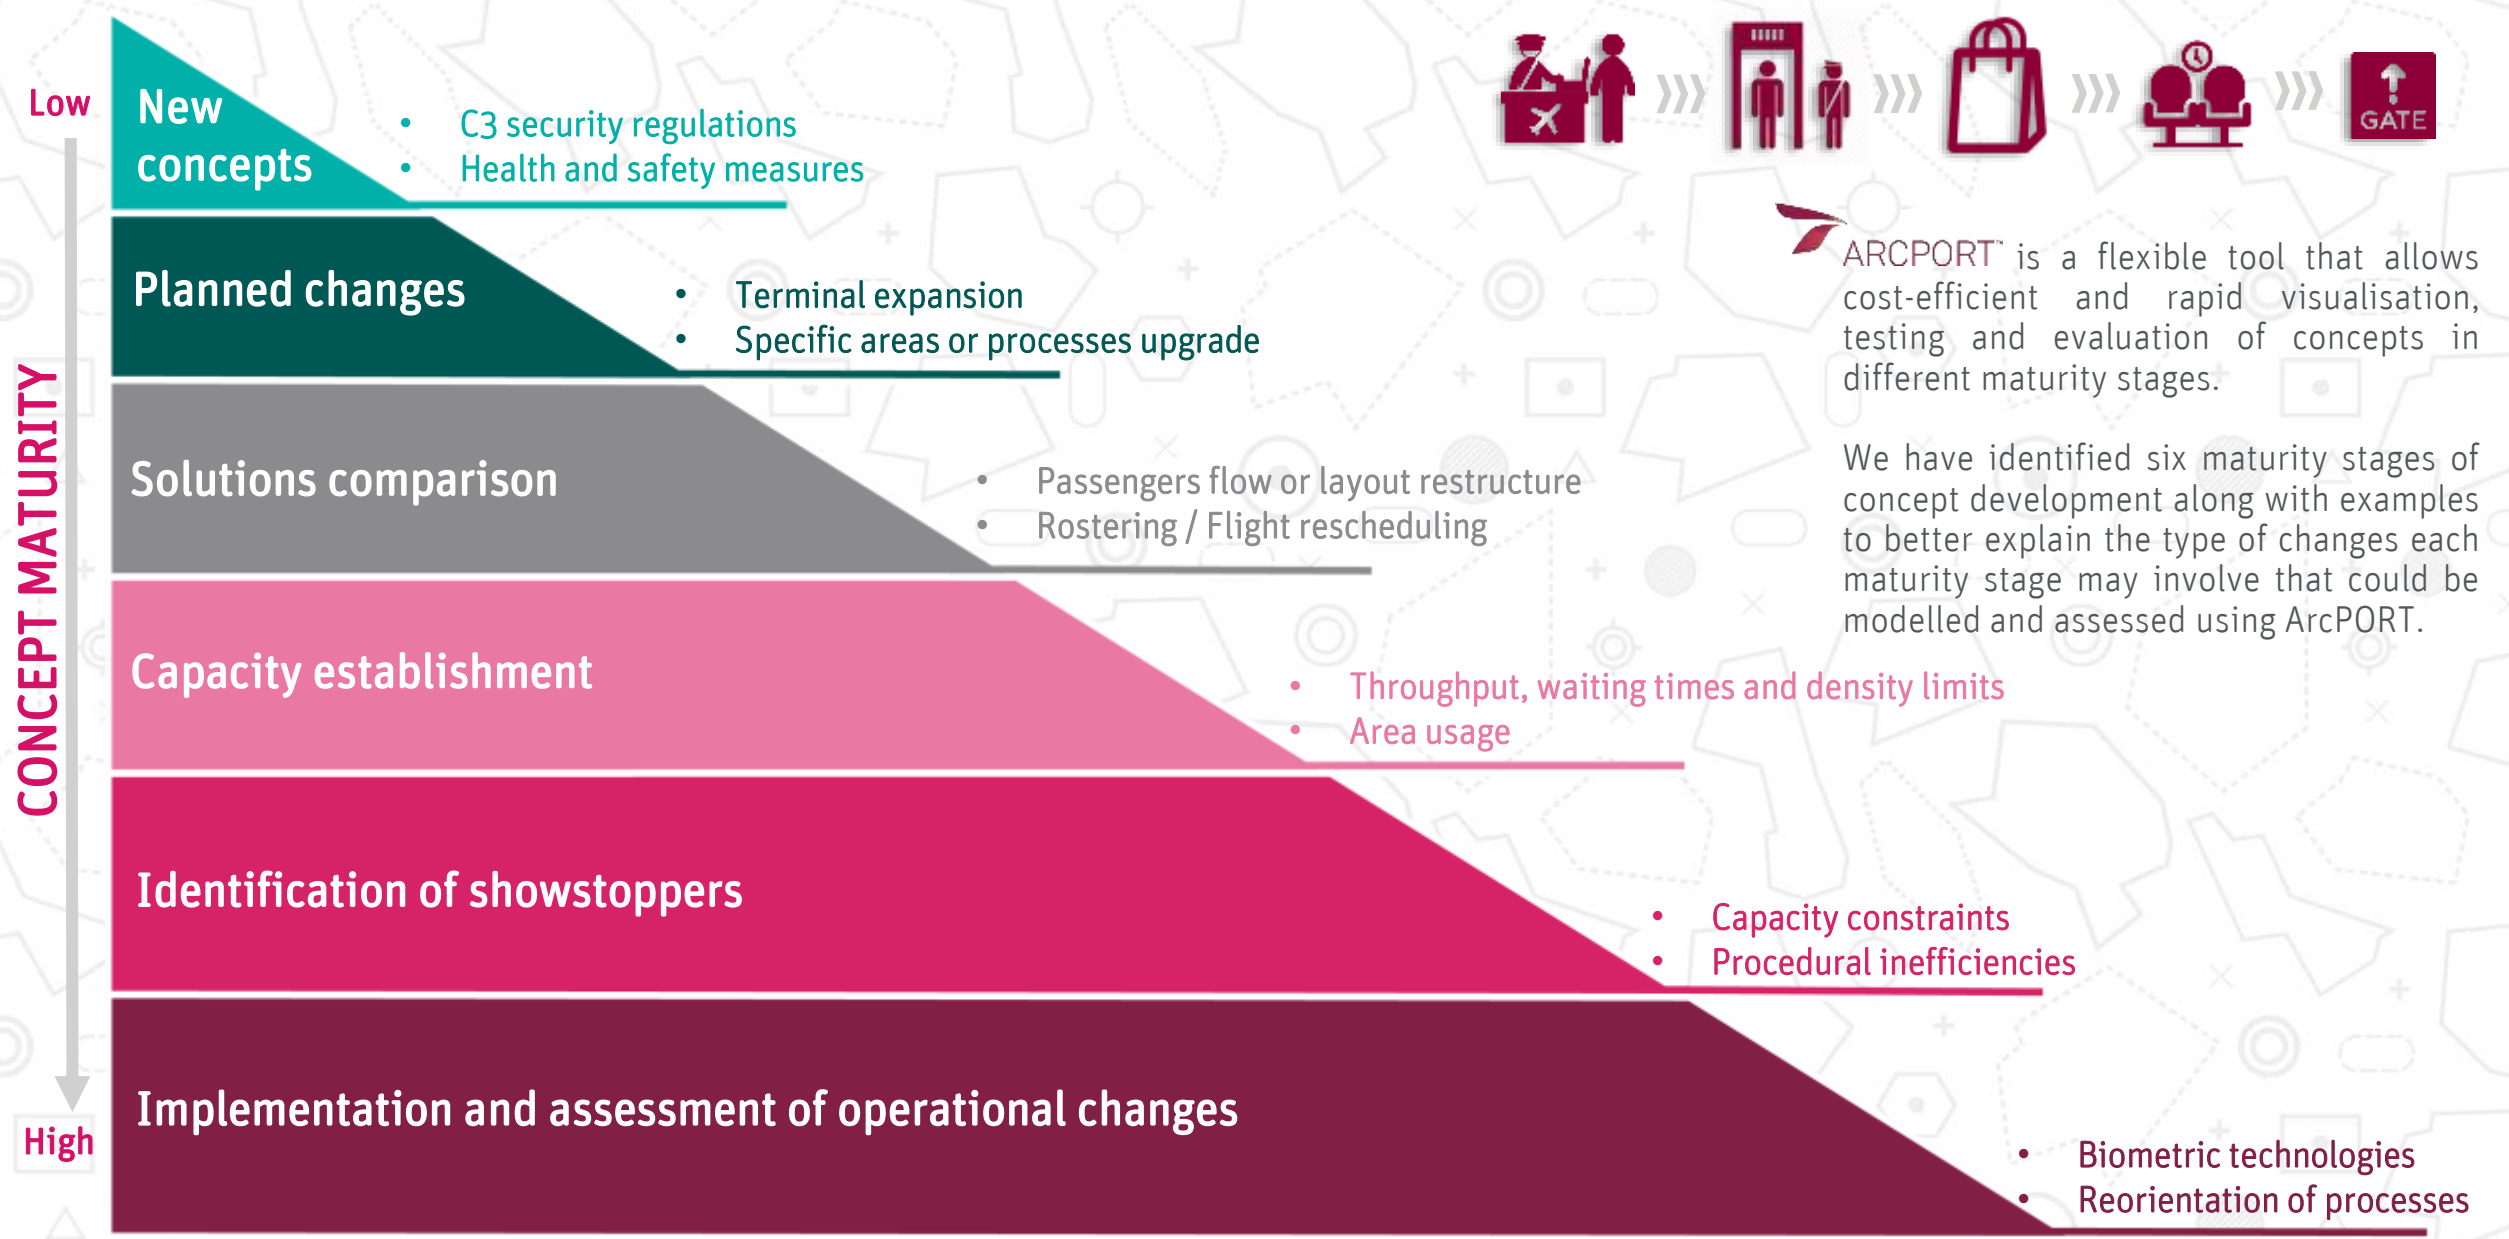 Low
CONCEPT MATURITY
High
New
concepts
• C3 security regulations
• Health and safety measures
Planned changes
• Terminal expansion
• Specific areas or processes upgrade
Solutions comparison
• Passengers flow or layout restructure
• Rostering / Flight rescheduling
Capacity establishment
• Throughput, waiting times and density limits
• Area usage
Identification of showstoppers
• Capacity constraints
• Procedural inefficiencies
Implementation and assessment of operational changes
• Biometric technologies
• Reorientation of processes
GATE
ARCPORT™ is a flexible tool that allows
cost-efficient and rapid visualisation,
testing and evaluation of concepts in
different maturity stages.
We have identified six maturity stages of
concept development along with examples
to better explain the type of changes each
maturity stage may involve that could be
modelled and assessed using ArcPORT.